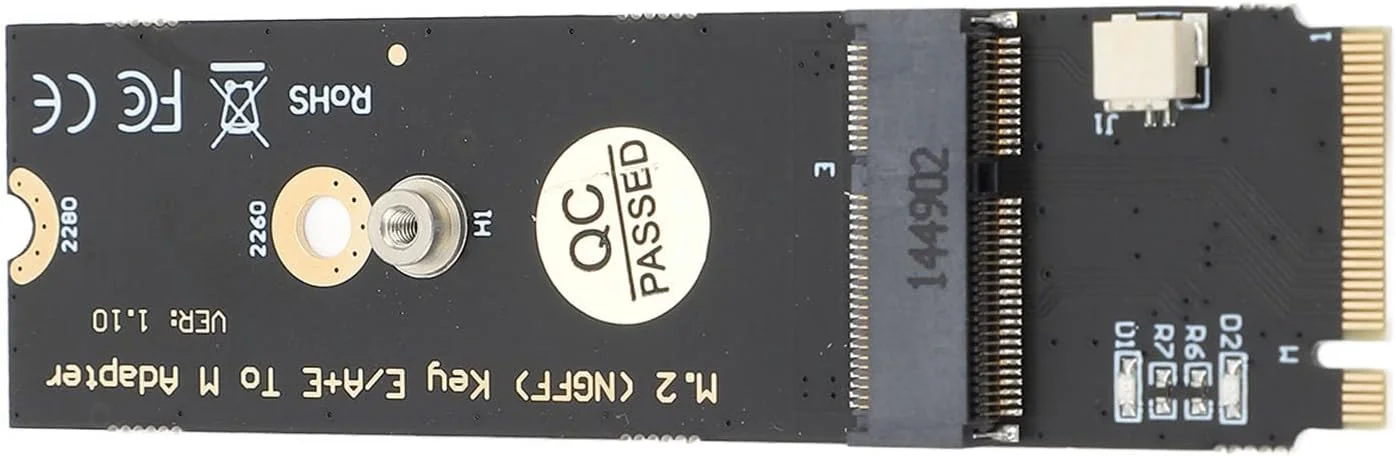 M.2 (NGFF) Key E/A+E To M Adapter
VER: 1.10
RoHS
FC CE
2280
2260
H1
QC
PASSED
E
144902
J1
1
M
D1
R7
R6
D2